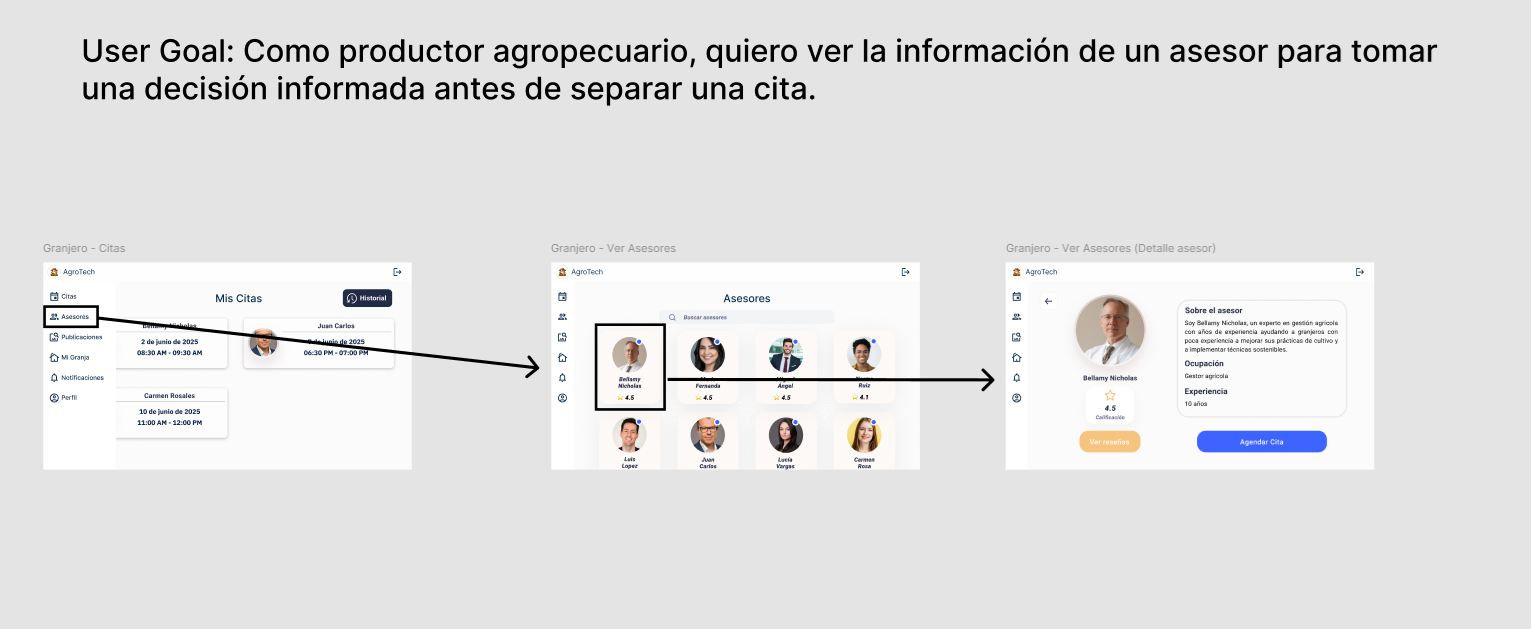 User Goal: Como productor agropecuario, quiero ver la información de un asesor para tomar
una decisión informada antes de separar una cita.
Granjero - Citas
AgroTech
Citas
Asesores
Publicaciones
Mi Granja
Notificaciones
Perfil
Mis Citas
Historial
Bellamy Nicholas
2 de junio de 2025
08:30 AM - 09:30 AM
Juan Carlos
de junio de 2025
06:30 PM - 07:00 PM
Carmen Rosales
10 de junio de 2025
11:00 AM - 12:00 PM
Granjero - Ver Asesores
AgroTech
Asesores
Buscar asesores
Bellamy
Nicholas
4.5
Fernanda
4.5
Ángel
4.5
Ruiz
4.1
Luis
Lopez
Juan
Carlos
Lucía
Vargas
Carmen
Rosa
Granjero - Ver Asesores (Detalle asesor)
AgroTech
Bellamy Nicholas
4.5
Calificación
Ver reseñas
Sobre el asesor
Soy Bellamy Nicholas, un experto en gestión agrícola
con años de experiencia ayudando a granjeros con
poca experiencia a mejorar sus prácticas de cultivo y
a implementar técnicas sostenibles.
Ocupación
Gestor agrícola
Experiencia
10 años
Agendar Cita